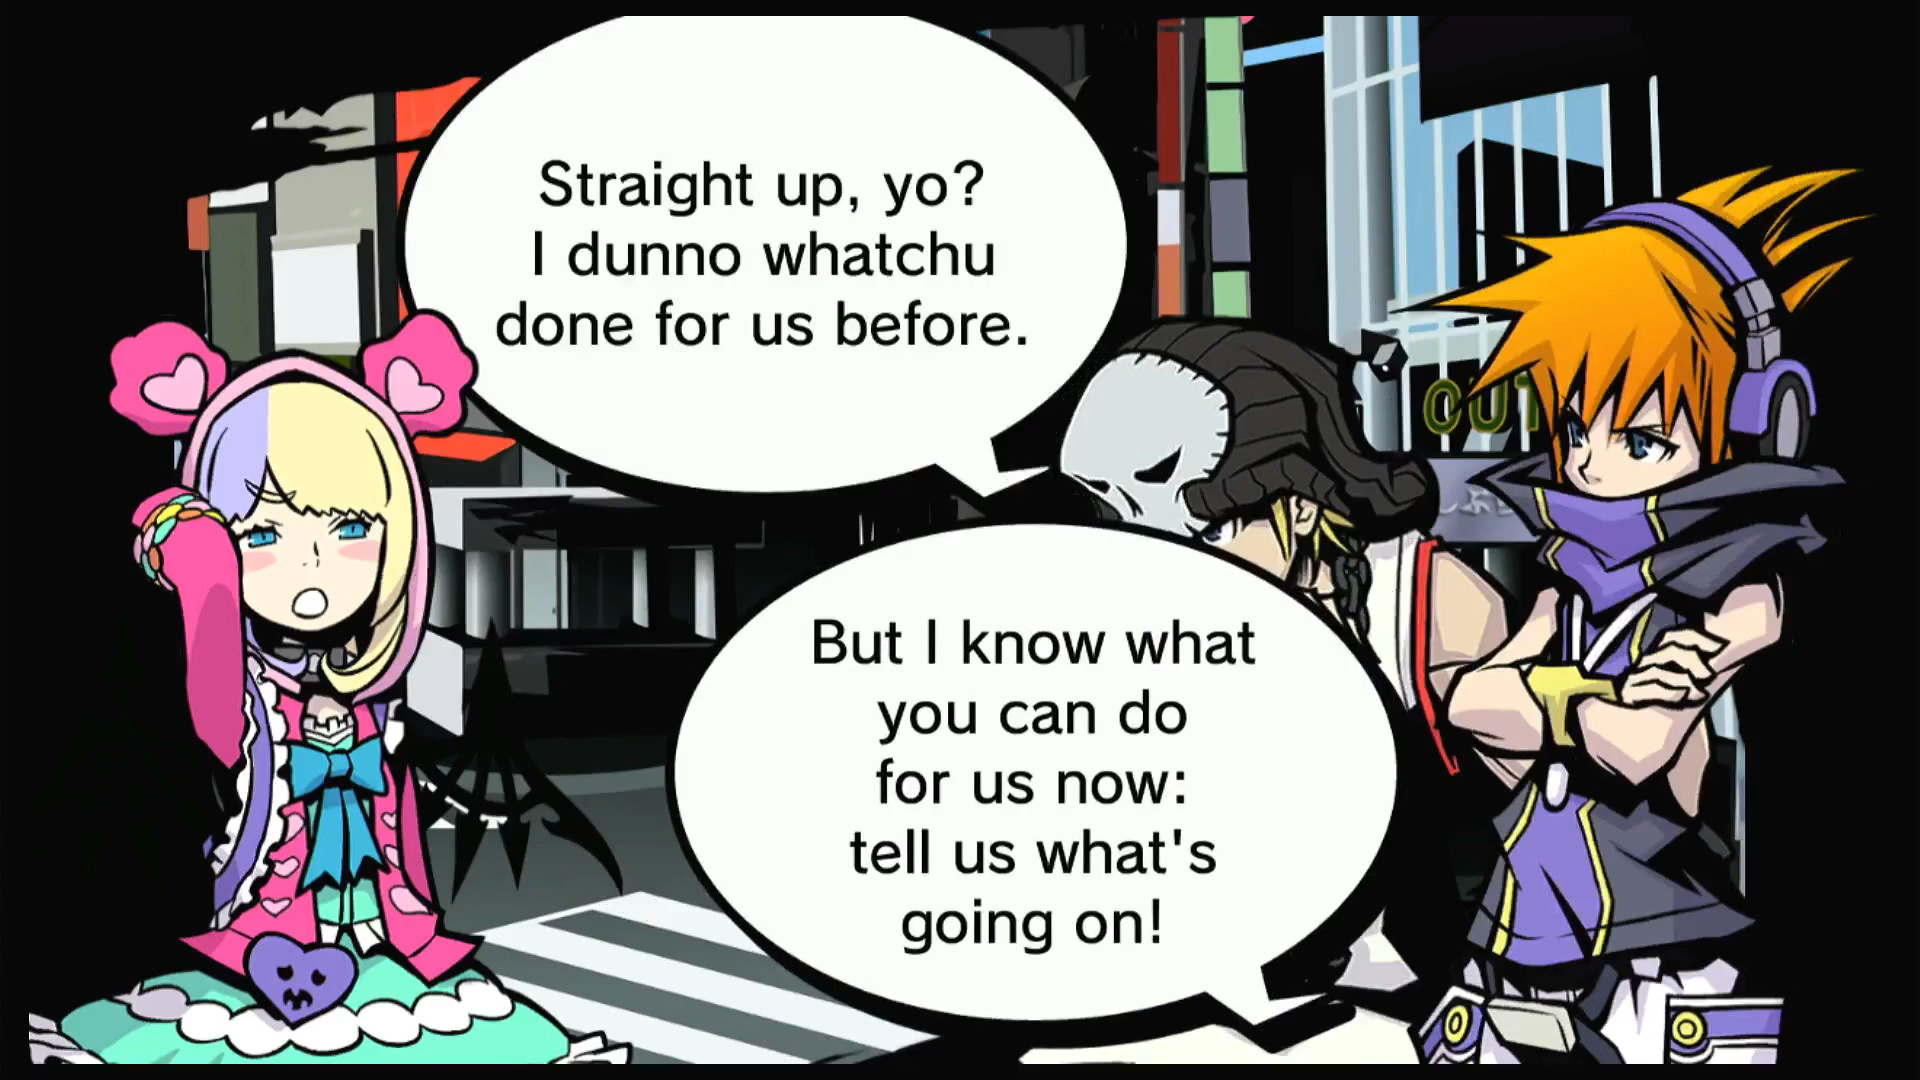 Straight up, yo?
I dunno whatchu
done for us before.
OUT
But I know what
you can do
for us now:
tell us what's
going on!